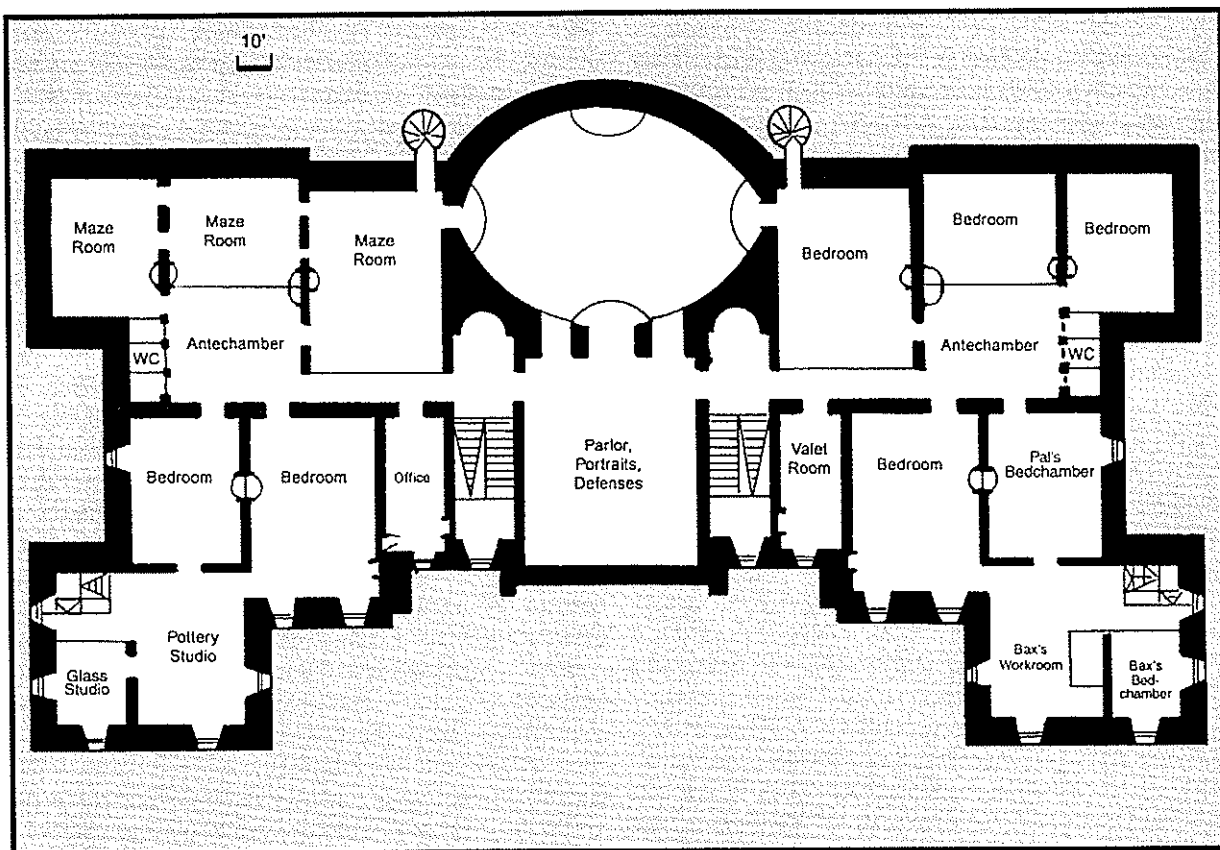 10'
Maze
Room
Maze
Room
Maze
Room
Bedroom
Bedroom
Bedroom
WC
Antechamber
Antechamber
WC
Bedroom
Bedroom
Office
Parlor,
Portraits,
Defenses
Valet
Room
Bedroom
Pal's
Bedchamber
Pottery
Studio
Glass
Studio
Bax's
Workroom
Bax's
Bed-
chamber